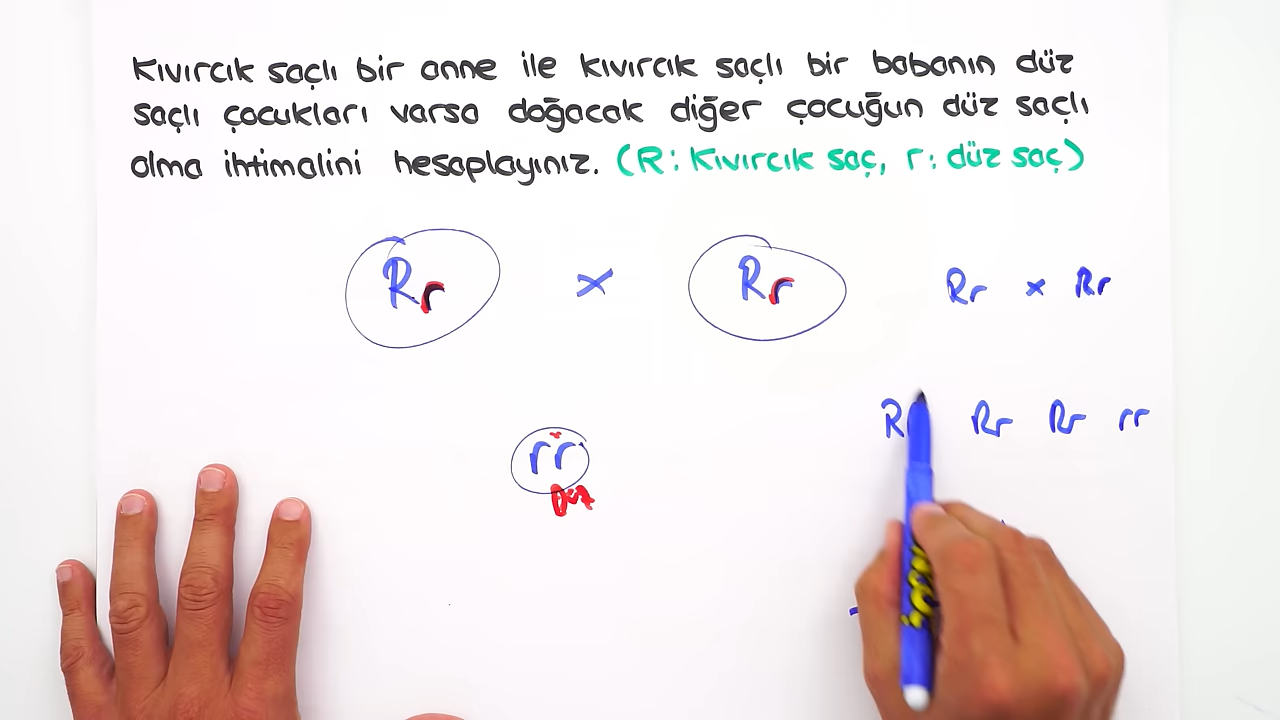 Kıvırcık saçlı bir anne ile kıvırcık saçlı bir babanın düz
saçlı çocukları varsa doğacak diğer çocuğun düz saçlı
olma ihtimalini hesaplayınız. (R: Kıvırcık saç, r: düz saç)
Rr x Rr Rr x Rr
R Rr Rr rr
rr
Düz